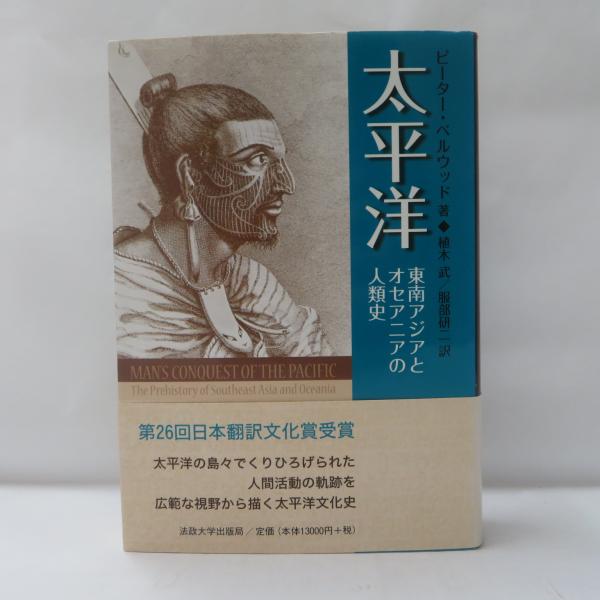 ピーター・ベルウッド 著◆植木 武/服部研二 訳
太平洋
東南アジアと
オセアニアの
人類史
MAN'S CONQUEST OF THE PACIFIC
The Prehistory of Southeast Asia and Oceania
第26回日本翻訳文化賞受賞
太平洋の島々でくりひろげられた
人間活動の軌跡を
広範な視野から描く太平洋文化史
法政大学出版局/定価(本体13000円+税)